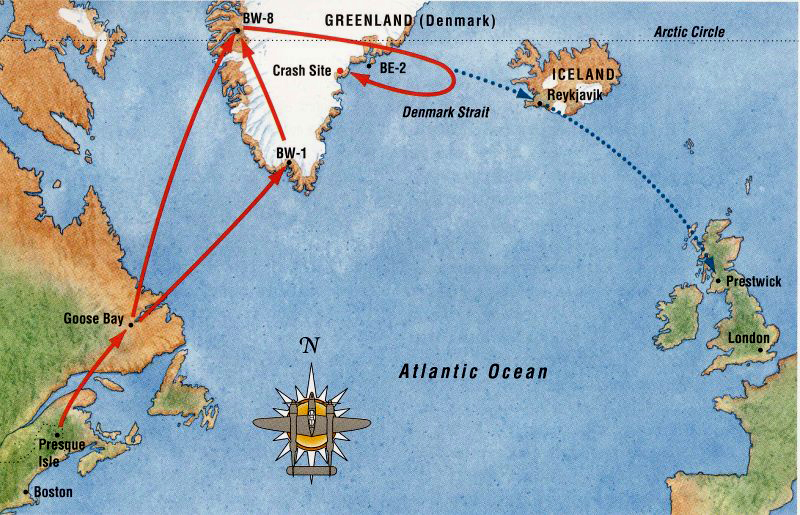 BW-8
GREENLAND (Denmark)
Arctic Circle
Crash Site
BE-2
ICELAND
Reykjavik
Denmark Strait
BW-1
Prestwick
Goose Bay
London
N
Atlantic Ocean
Presque
Isle
Boston